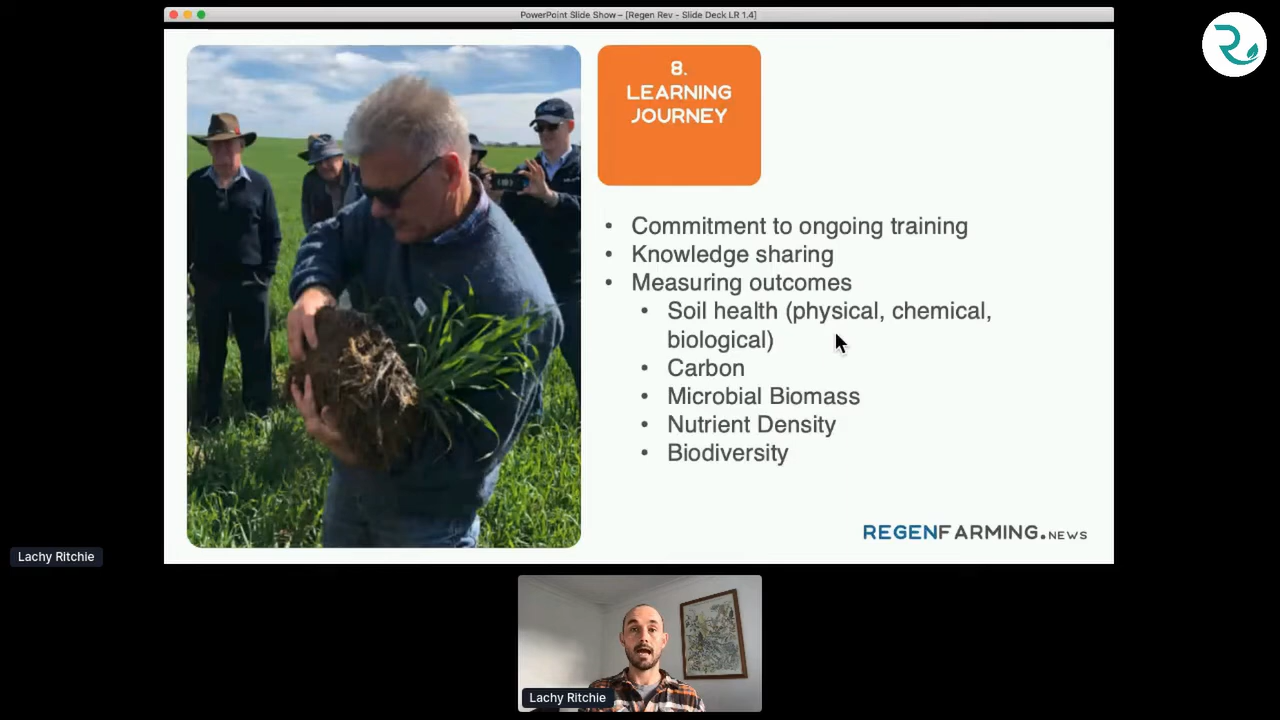 PowerPoint Slide Show – [Regen Rev - Slide Deck LR 1.4]
8.
LEARNING
JOURNEY
• Commitment to ongoing training
• Knowledge sharing
• Measuring outcomes
• Soil health (physical, chemical,
biological)
• Carbon
• Microbial Biomass
• Nutrient Density
• Biodiversity
REGENFARMING.NEWS
Lachy Ritchie
Lachy Ritchie